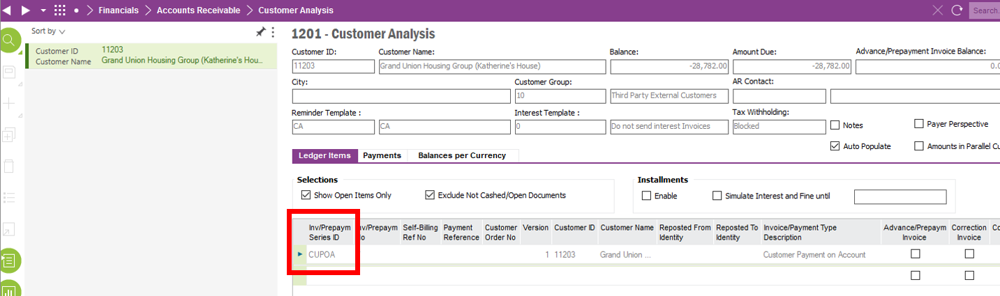 Financials Accounts Receivable Customer Analysis
Search.
Sort by
Customer ID 11203
Customer Name Grand Union Housing Group (Katherine's Hou...
1201 - Customer Analysis
Customer ID: Customer Name: Balance: Amount Due: Advance/Prepayment Invoice Balance:
11203 Grand Union Housing Group (Katherine's House) -28,782.00 -28,782.00 0.0
City: Customer Group: AR Contact:
10 Third Party External Customers
Reminder Template : Interest Template : Tax Withholding:
CA CA 0 Do not send interest Invoices Blocked
Notes Payer Perspective
Auto Populate Amounts in Parallel Cu
Ledger Items Payments Balances per Currency
Selections Installments
Show Open Items Only Exclude Not Cashed/Open Documents Enable Simulate Interest and Fine until
Inv/Prepaym nv/Prepaym Self-Billing Payment Customer Version Customer ID Customer Name Reposted From Reposted To Invoice/Payment Type Advance/Prepaym Correction Co
Series ID o Ref No Reference Order No Identity Identity Description Invoice Invoice
CUPOA 1 11203 Grand Union ... Customer Payment on Account